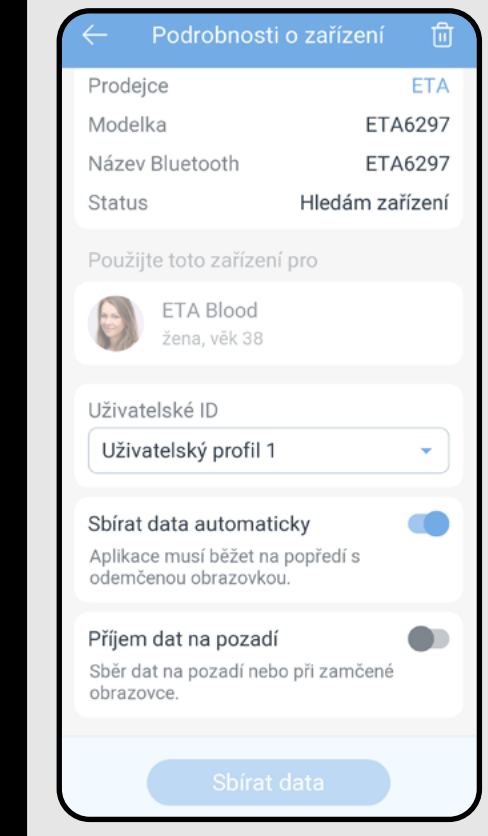 Podrobnosti o zařízení
Prodejce ETA
Modelka ETA6297
Název Bluetooth ETA6297
Status Hledám zařízení
Použijte toto zařízení pro
ETA Blood
žena, věk 38
Uživatelské ID
Uživatelský profil 1
Sbírat data automaticky
Aplikace musí běžet na popředí s
odemčenou obrazovkou.
Příjem dat na pozadí
Sběr dat na pozadí nebo při zamčené
obrazovce.
Sbírat data